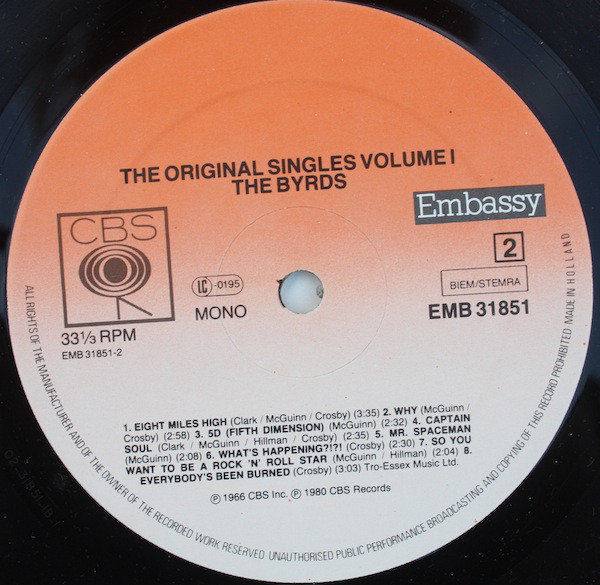 THE ORIGINAL SINGLES VOLUME I
THE BYRDS
CBS
Embassy
2
LC-0195
BIEM/STEMRA
MONO
EMB 31851
33⅓ RPM
EMB 31851-2
1. EIGHT MILES HIGH (Clark / McGuinn / Crosby) (3:35) 2. WHY (McGuinn /
Crosby) (2:58) 3. 5D (FIFTH DIMENSION) (McGuinn) (2:32) 4. CAPTAIN
SOUL (Clark / McGuinn / Hillman / Crosby) (2:35) 5. MR. SPACEMAN
(McGuinn) (2:08) 6. WHAT'S HAPPENING?!?! (Crosby) (2:30) 7. SO YOU
WANT TO BE A ROCK 'N' ROLL STAR (McGuinn / Hillman) (2:04) 8.
EVERYBODY'S BEEN BURNED (Crosby) (3:03) Tro-Essex Music Ltd.
Ⓟ 1966 CBS Inc. Ⓟ 1980 CBS Records
ALL RIGHTS OF THE MANUFACTURER AND OF THE OWNER OF THE RECORDED WORK RESERVED UNAUTHORISED PUBLIC PERFORMANCE BROADCASTING AND COPYING OF THIS RECORD PROHIBITED MADE IN HOLLAND